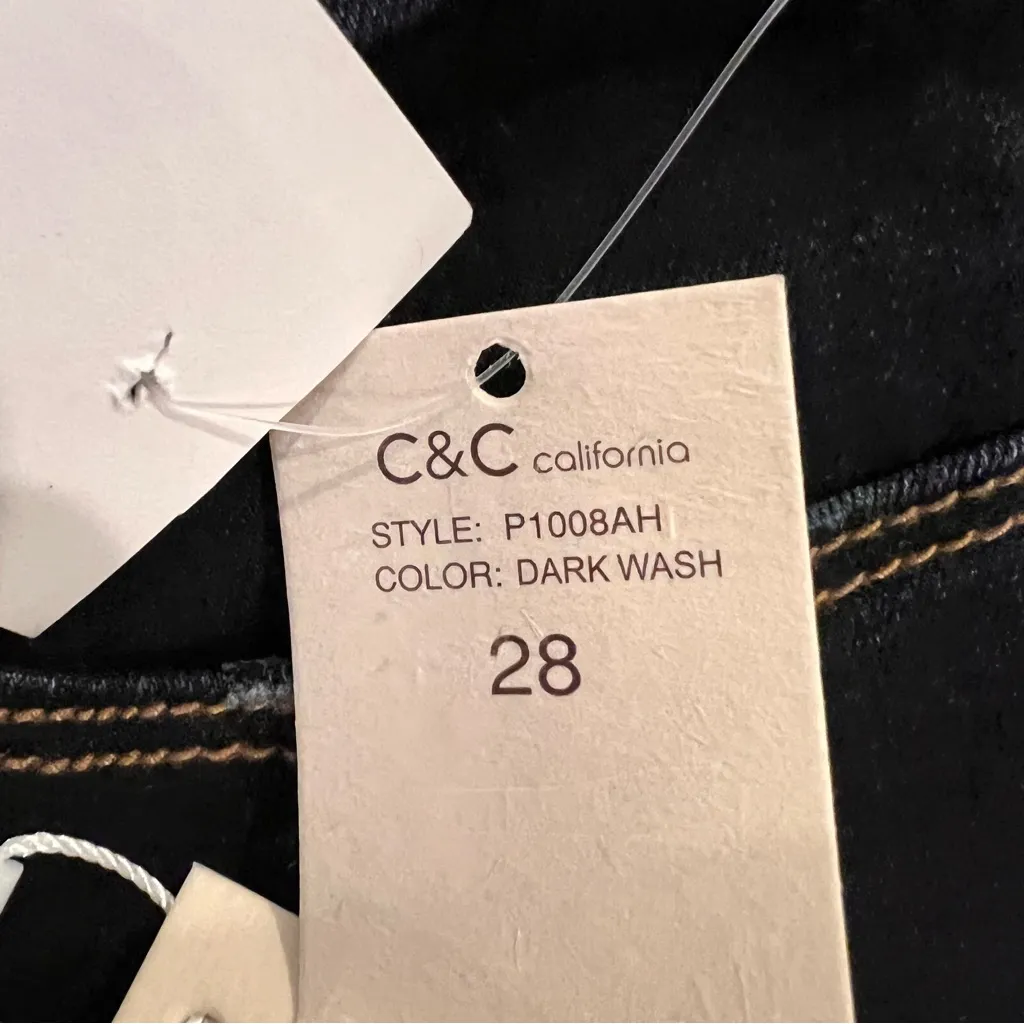 C&C california
STYLE: P1008AH
COLOR: DARK WASH
28